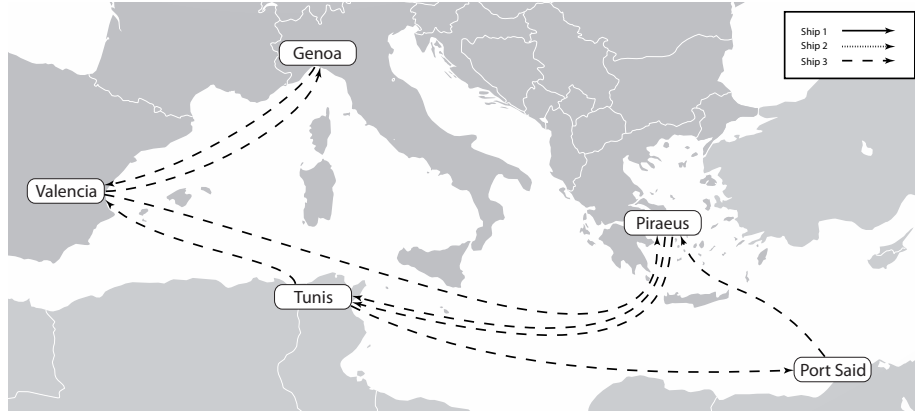 Genoa
Ship 1
Ship 2
Ship 3
Valencia
Piraeus
Tunis
Port Said